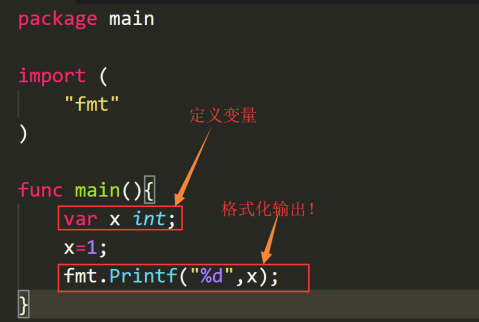 package main
import (
"fmt"
)
定义变量
func main(){
var x int;
格式化输出！
x=1;
fmt.Printf("%d",x);
}